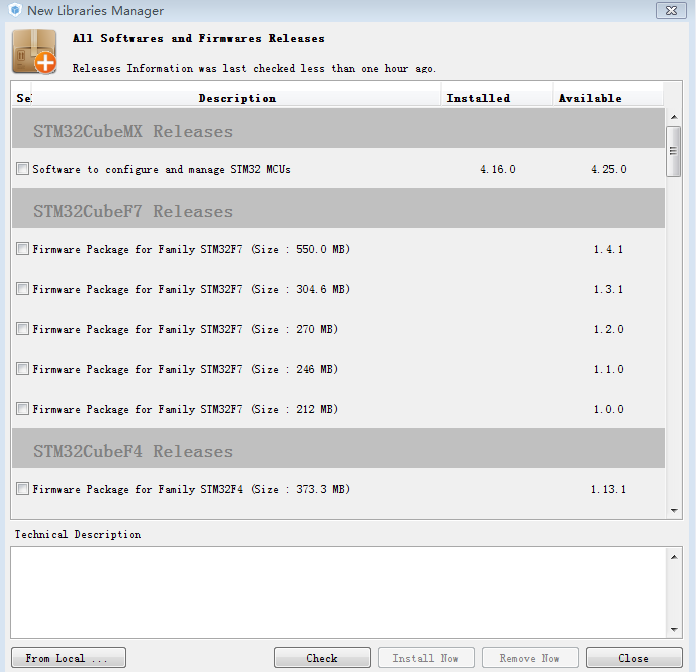 New Libraries Manager
All Softwares and Firmwares Releases
Releases Information was last checked less than one hour ago.
Se Description Installed Available
STM32CubeMX Releases
Software to configure and manage STM32 MCUs 4.16.0 4.25.0
STM32CubeF7 Releases
Firmware Package for Family STM32F7 (Size : 550.0 MB) 1.4.1
Firmware Package for Family STM32F7 (Size : 304.6 MB) 1.3.1
Firmware Package for Family STM32F7 (Size : 270 MB) 1.2.0
Firmware Package for Family STM32F7 (Size : 246 MB) 1.1.0
Firmware Package for Family STM32F7 (Size : 212 MB) 1.0.0
STM32CubeF4 Releases
Firmware Package for Family STM32F4 (Size : 373.3 MB) 1.13.1
Technical Description
From Local ... Check Install Now Remove Now Close